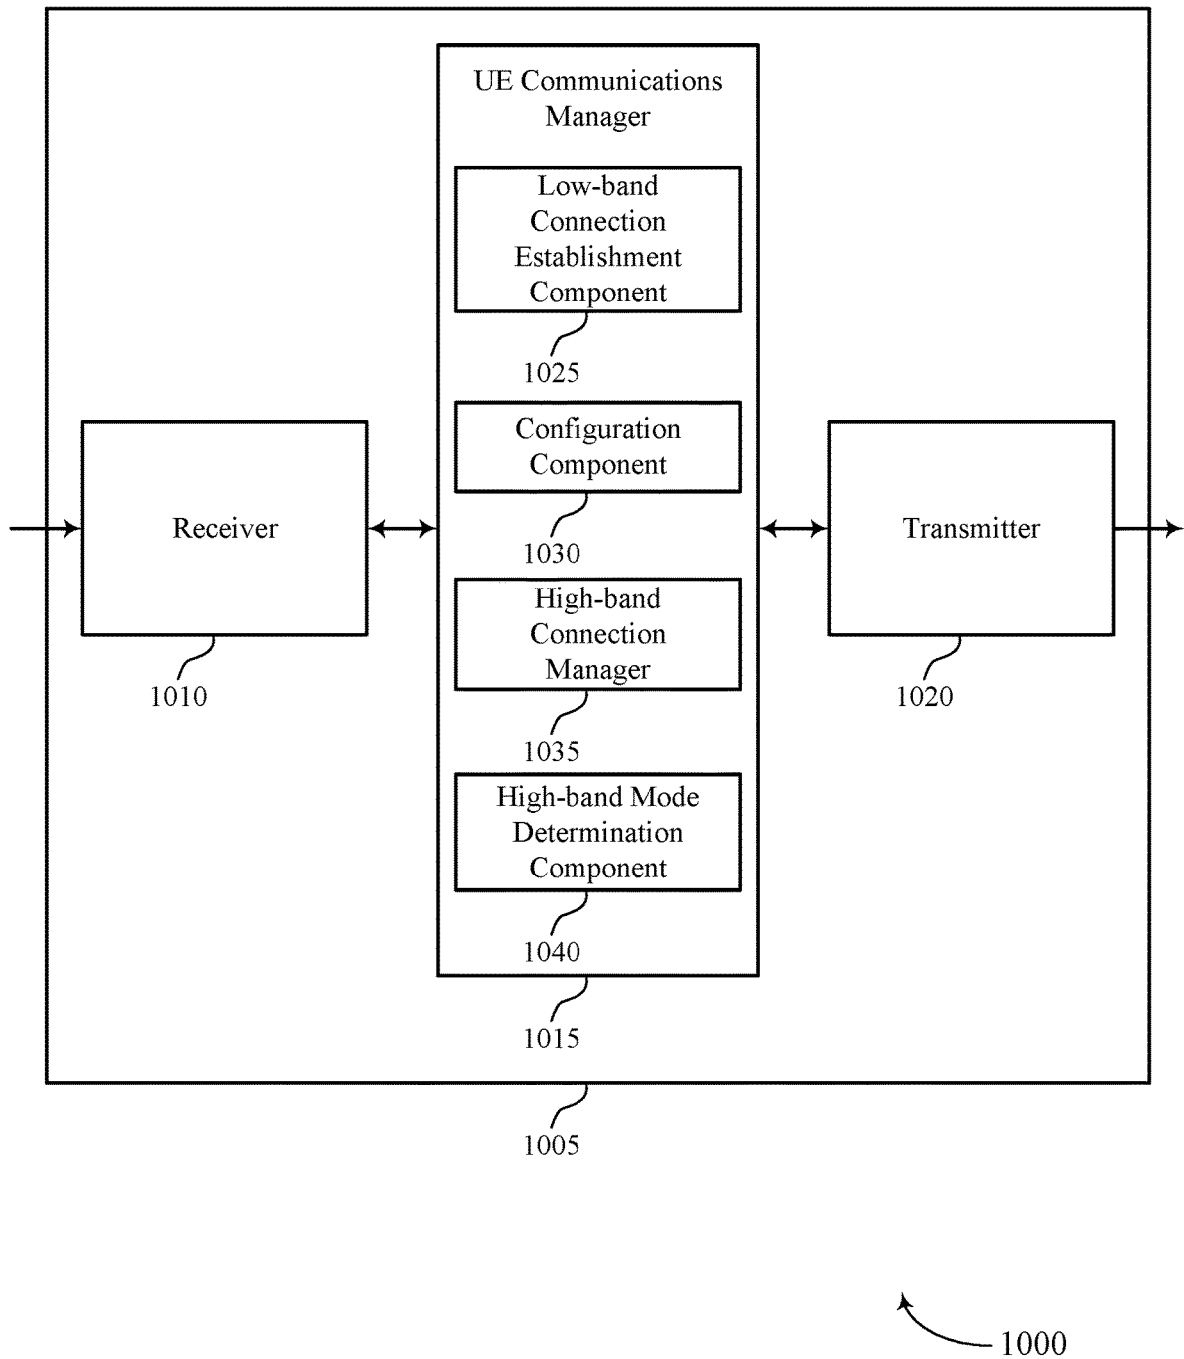 UE Communications
Manager
Low-band
Connection
Establishment
Component
1025
Configuration
Component
1030
Receiver
1010
Transmitter
1020
High-band
Connection
Manager
1035
High-band Mode
Determination
Component
1040
1015
1005
1000